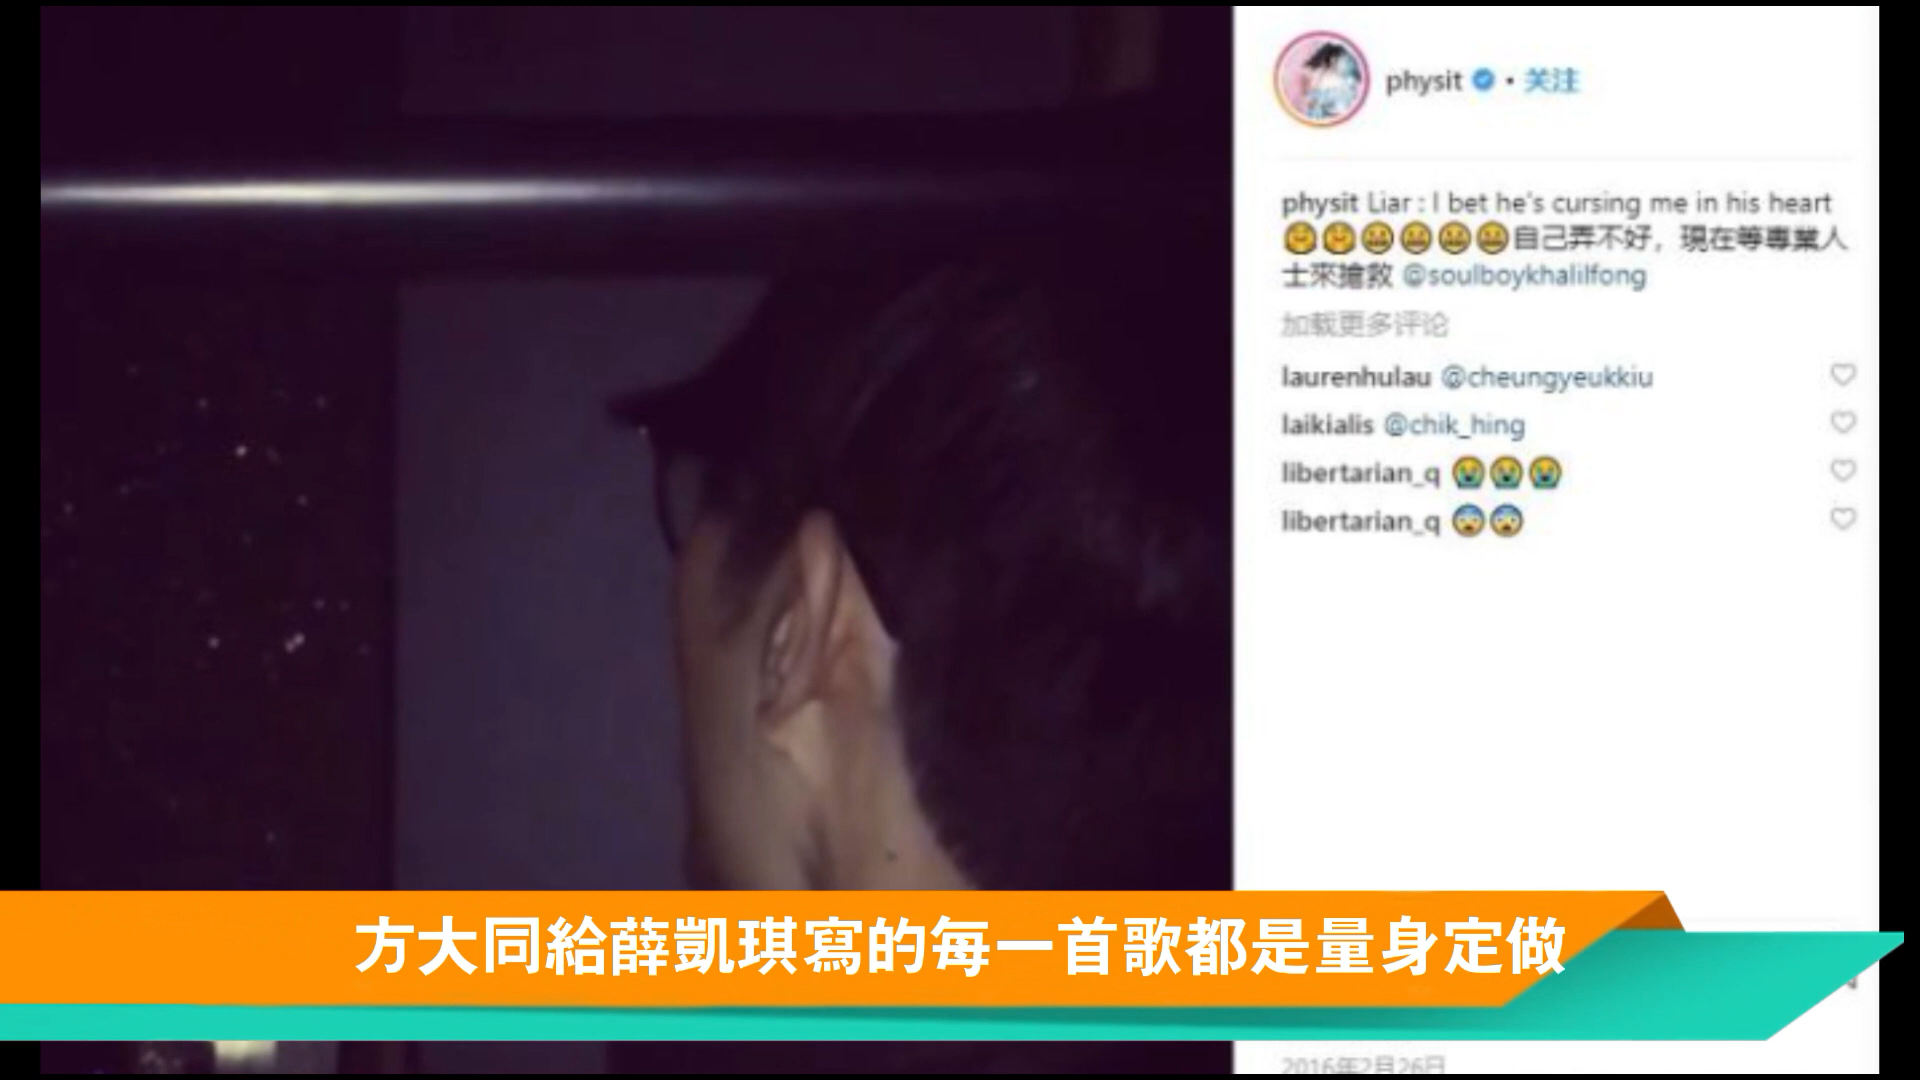 physit • 关注
physit Liar : I bet he's cursing me in his heart
😊😊😀😀😀😀自己弄不好，現在等專業人
士來搶救 @soulboykhalilfong
加载更多评论
laurenhulau @cheungyeukkiu
laikialis @chik_hing
libertarian_q 😭😭😭
libertarian_q 😨😨
方大同給薛凱琪寫的每一首歌都是量身定做
2016年2月26日